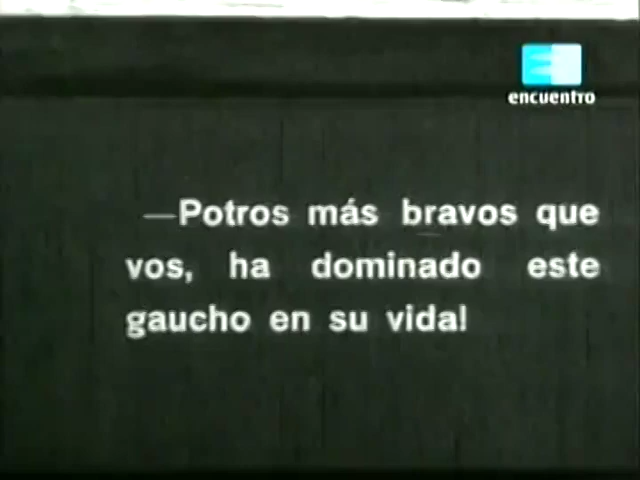 encuentro
—Potros más bravos que
vos, ha dominado este
gaucho en su vida!